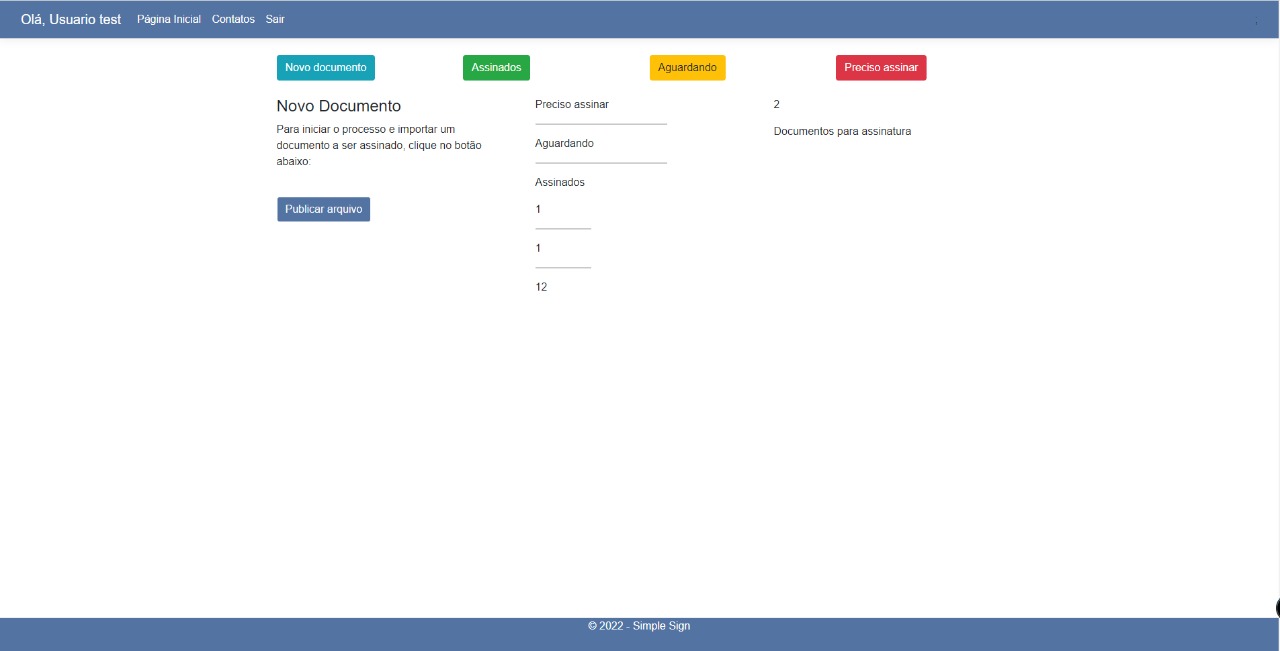 Olá, Usuario test Página Inicial Contatos Sair
Novo documento Assinados Aguardando Preciso assinar
Novo Documento
Para iniciar o processo e importar um
documento a ser assinado, clique no botão
abaixo:
Publicar arquivo
Preciso assinar
Aguardando
Assinados
1
1
12
2
Documentos para assinatura
© 2022 - Simple Sign